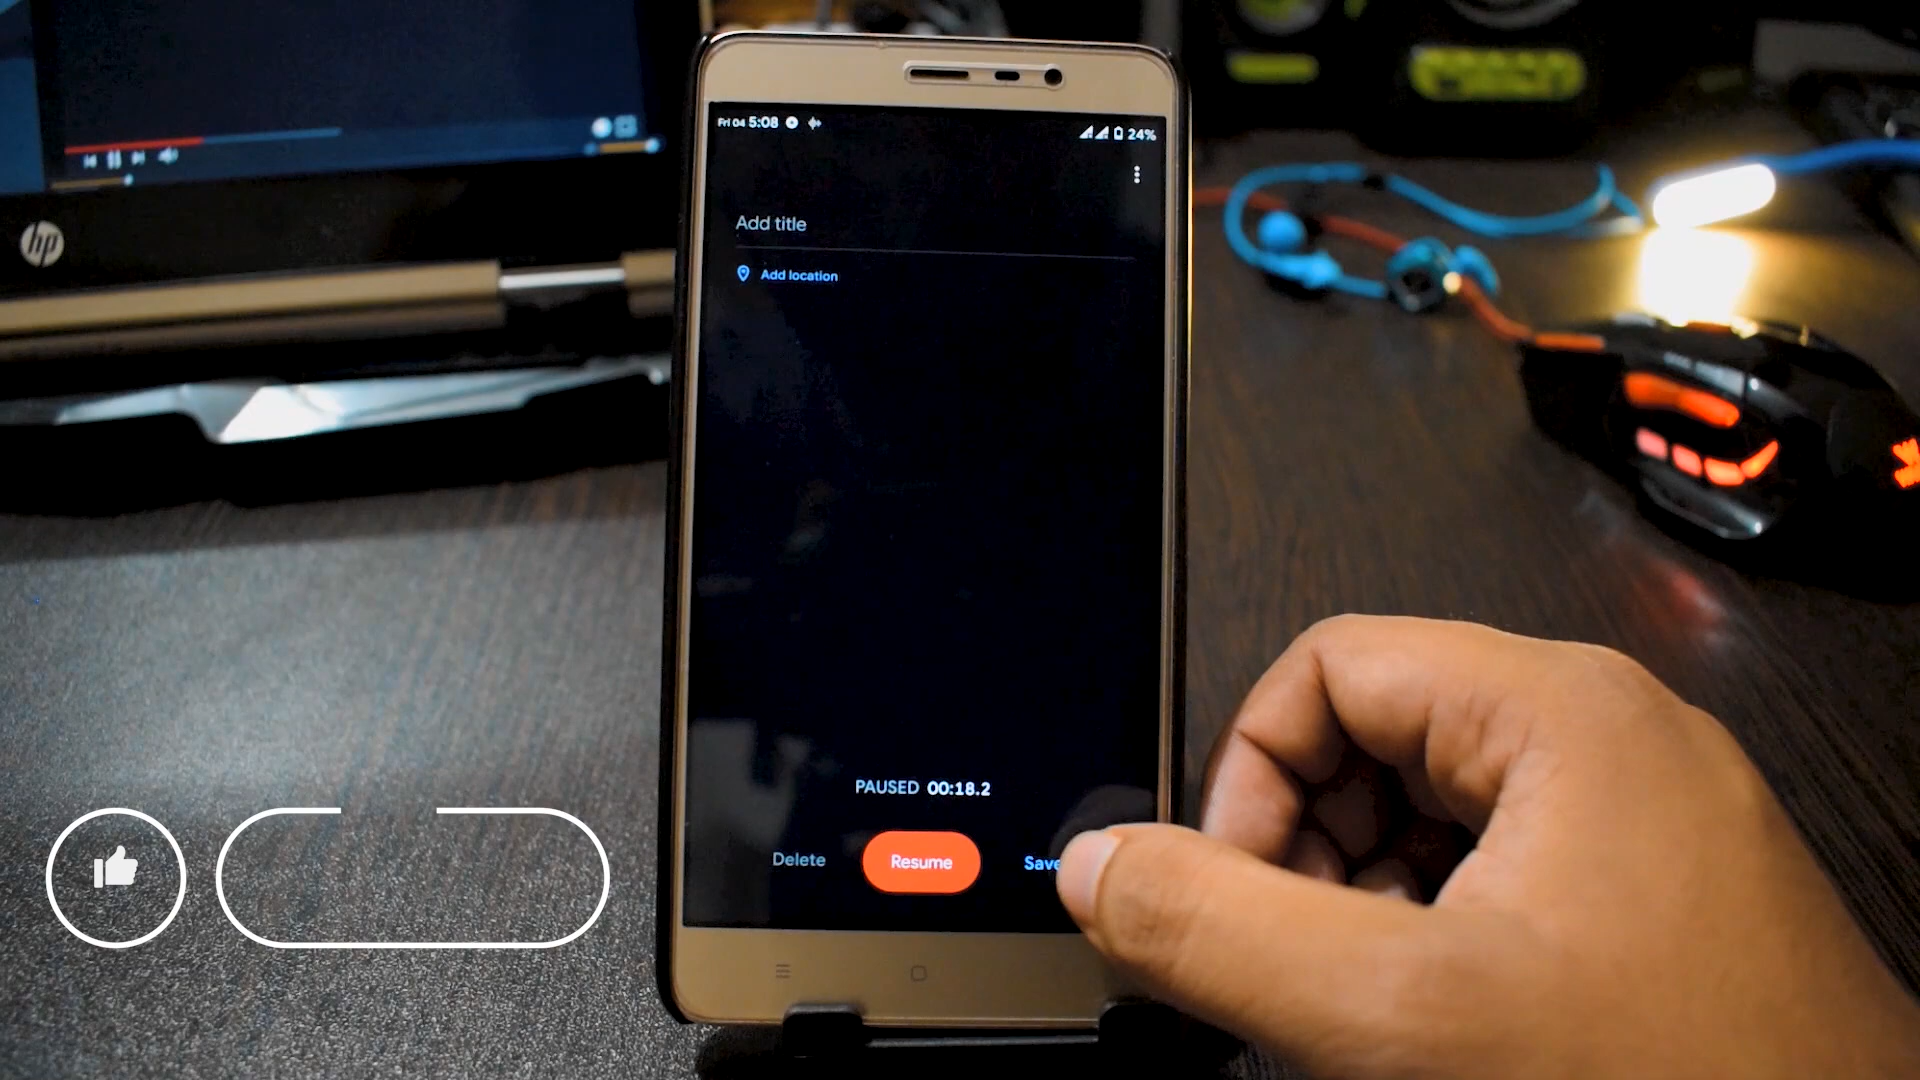 hp
Fri 04 5:08 24%
Add title
Add location
PAUSED 00:18.2
Delete Resume Save